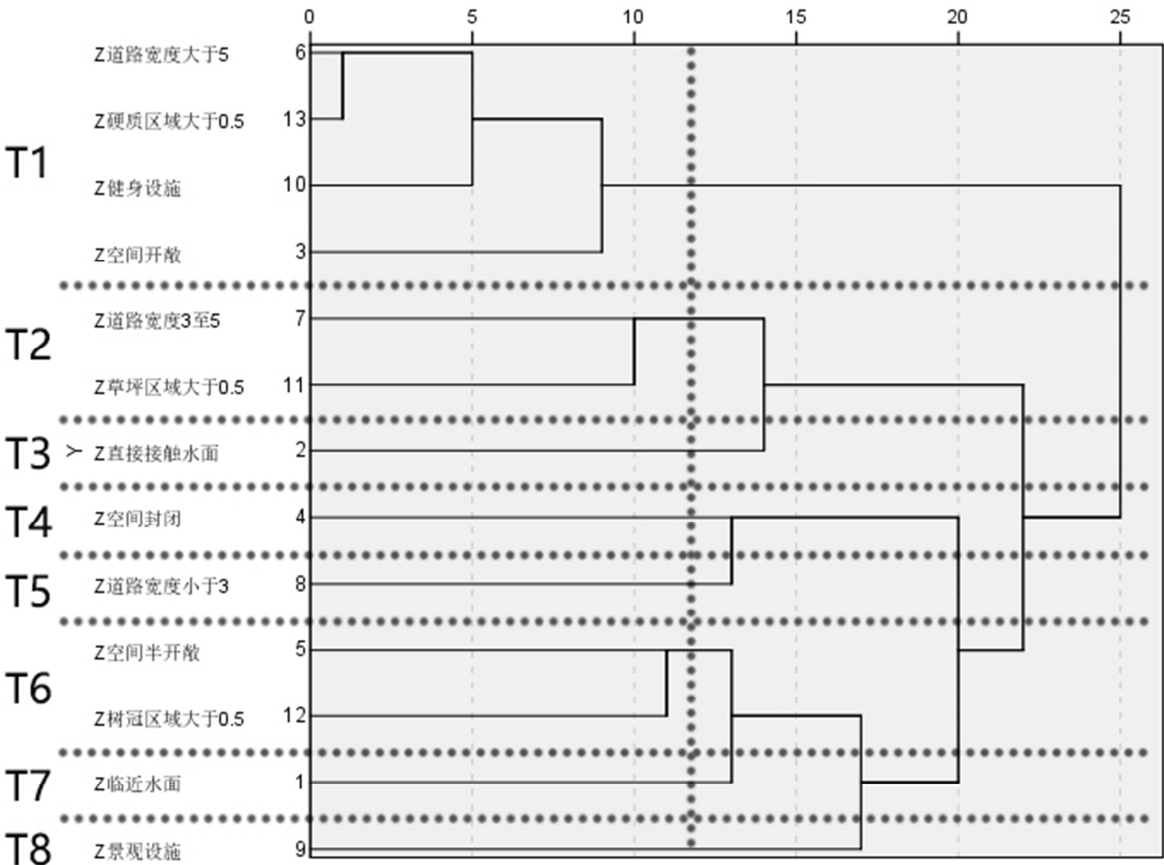 0 5 10 15 20 25
Z道路宽度大于5 6
Z硬质区域大于0.5 13
T1
Z健身设施 10
Z空间开敞 3
Z道路宽度3至5 7
T2
Z草坪区域大于0.5 11
T3 Y Z直接接触水面 2
T4 Z空间封闭 4
T5 Z道路宽度小于3 8
Z空间半开敞 5
T6
Z树冠区域大于0.5 12
T7 Z临近水面 1
T8 Z景观设施 9